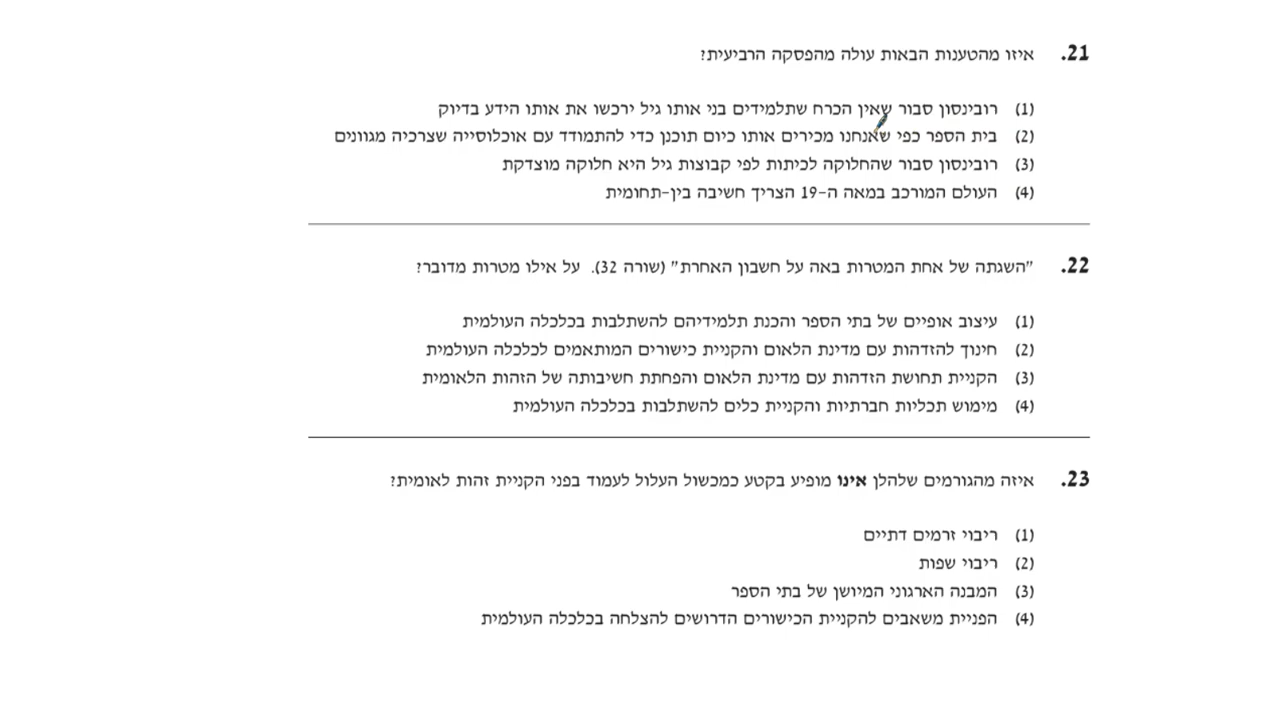 21. איזו מהטענות הבאות עולה מהפסקה הרביעית?
(1) רובינסון סבור שאין הכרח שתלמידים בני אותו גיל ירכשו את אותו הידע בדיוק
(2) בית הספר כפי שאנחנו מכירים אותו כיום תוכנן כדי להתמודד עם אוכלוסייה שצרכיה מגוונים
(3) רובינסון סבור שהחלוקה לכיתות לפי קבוצות גיל היא חלוקה מוצדקת
(4) העולם המורכב במאה ה-19 הצריך חשיבה בין-תחומית
22. "השגתה של אחת המטרות באה על חשבון האחרת" (שורה 32). על אילו מטרות מדובר?
(1) עיצוב אופיים של בתי הספר והכנת תלמידיהם להשתלבות בכלכלה העולמית
(2) חינוך להזדהות עם מדינת הלאום והקניית כישורים המותאמים לכלכלה העולמית
(3) הקניית תחושת הזדהות עם מדינת הלאום והפחתת חשיבותה של הזהות הלאומית
(4) מימוש תכליות חברתיות והקניית כלים להשתלבות בכלכלה העולמית
23. איזה מהגורמים שלהלן אינו מופיע בקטע כמכשול העלול לעמוד בפני הקניית זהות לאומית?
(1) ריבוי זרמים דתיים
(2) ריבוי שפות
(3) המבנה הארגוני המיושן של בתי הספר
(4) הפניית משאבים להקניית הכישורים הדרושים להצלחה בכלכלה העולמית